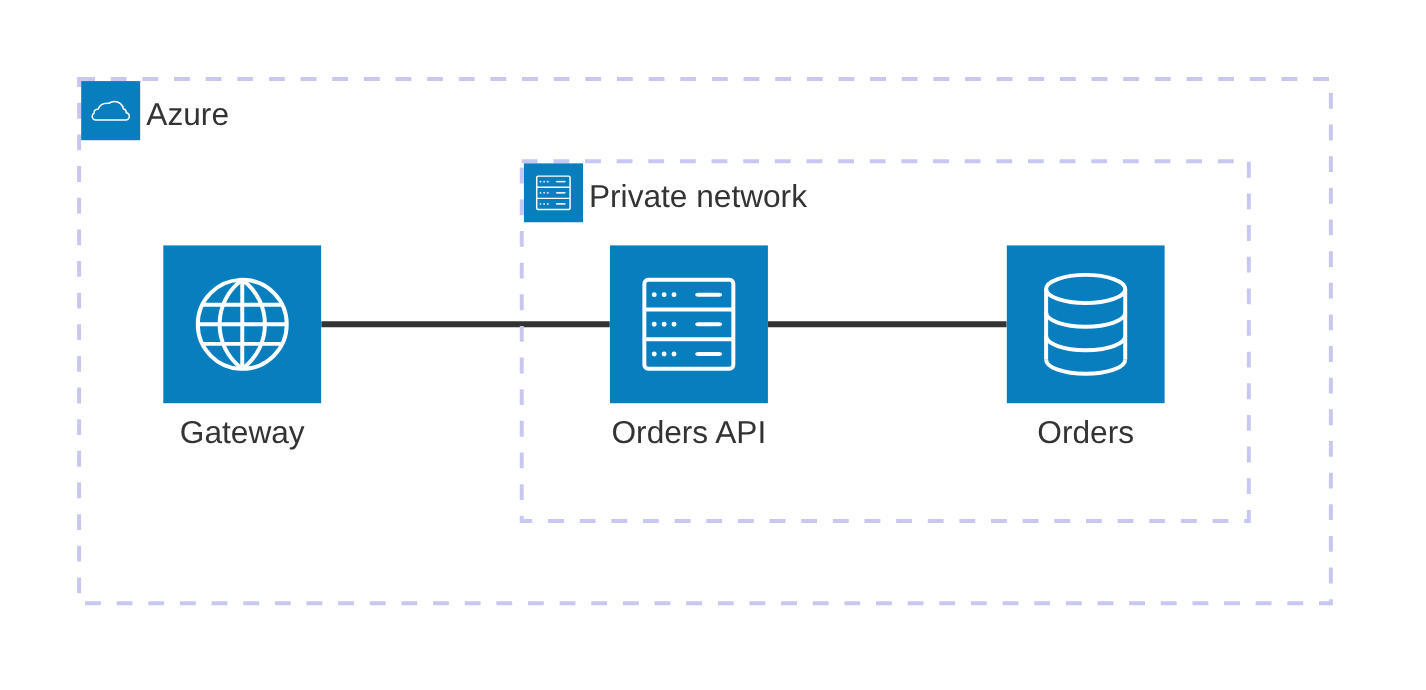 Azure
Private network
Gateway
Orders API
Orders